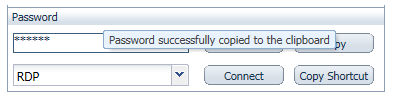 Password
******
Password successfully copied to the clipboard
RDP
Connect
Copy Shortcut